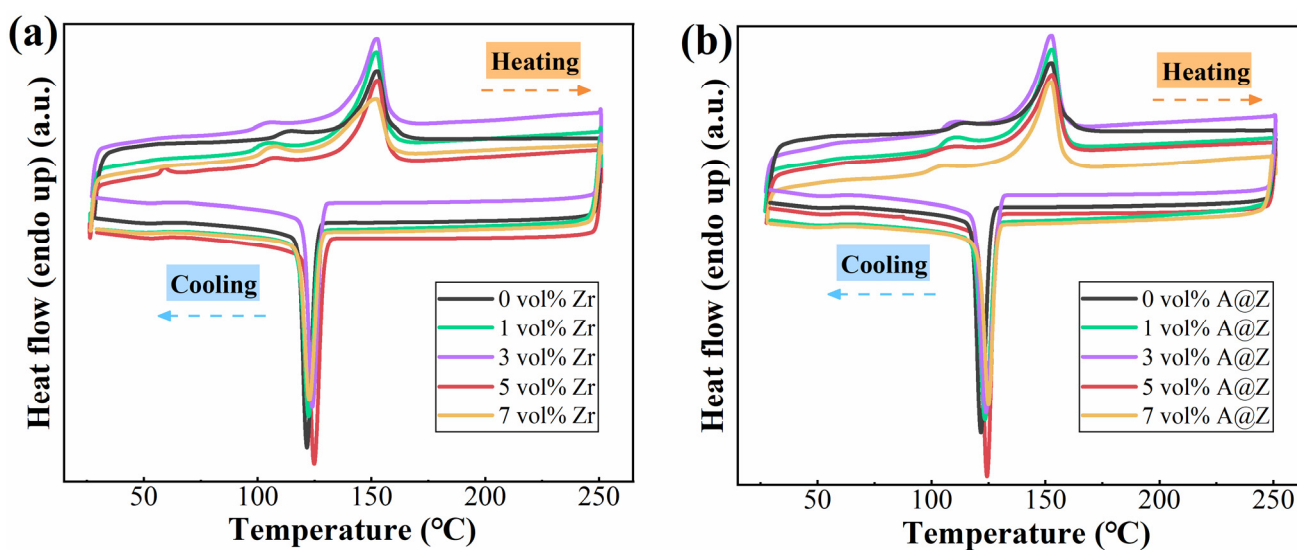 (a)
Heating
Cooling
0 vol% Zr
1 vol% Zr
3 vol% Zr
5 vol% Zr
7 vol% Zr
Heat flow (endo up) (a.u.)
50 100 150 200 250
Temperature (°C)
(b)
Heating
Cooling
0 vol% A@Z
1 vol% A@Z
3 vol% A@Z
5 vol% A@Z
7 vol% A@Z
Heat flow (endo up) (a.u.)
50 100 150 200 250
Temperature (°C)